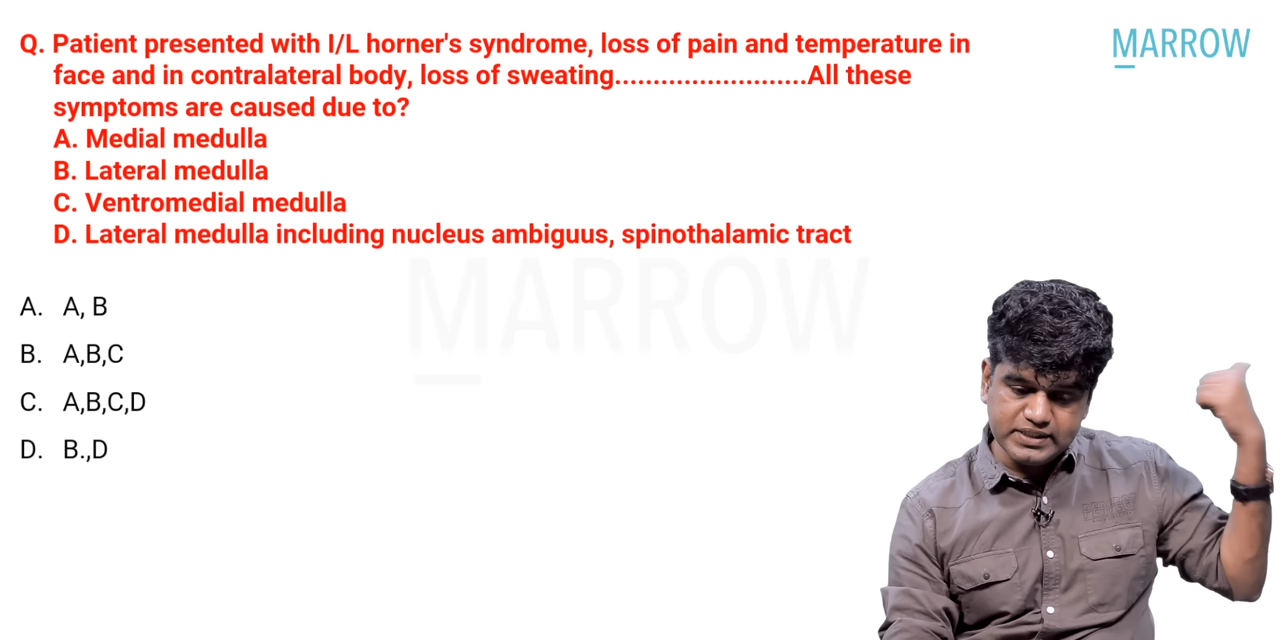 Q. Patient presented with I/L horner's syndrome, loss of pain and temperature in
face and in contralateral body, loss of sweating.........................All these
symptoms are caused due to?
A. Medial medulla
B. Lateral medulla
C. Ventromedial medulla
D. Lateral medulla including nucleus ambiguus, spinothalamic tract
MARROW
MARROW
A. A, B
B. A,B,C
C. A,B,C,D
D. B.,D